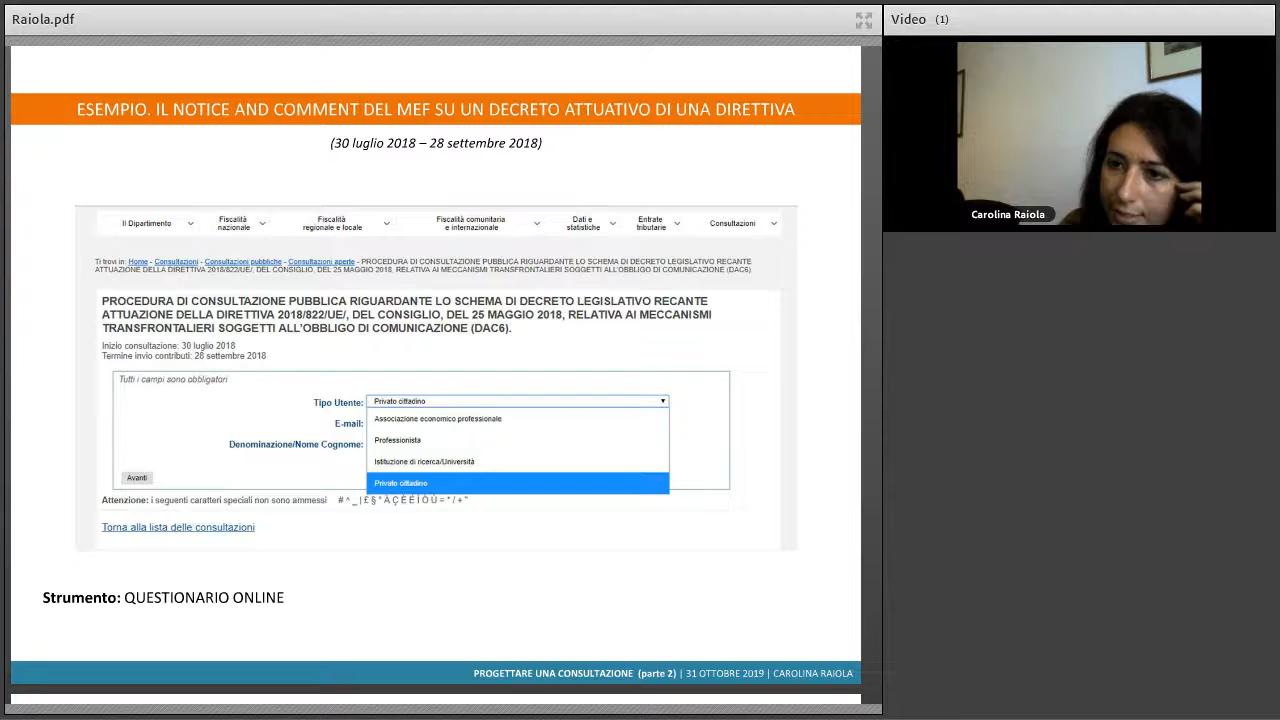 Raiola.pdf
Video (1)
ESEMPIO. IL NOTICE AND COMMENT DEL MEF SU UN DECRETO ATTUATIVO DI UNA DIRETTIVA
(30 luglio 2018 – 28 settembre 2018)
Il Dipartimento
Fiscalità nazionale
Fiscalità regionale e locale
Fiscalità comunitaria e internazionale
Dati e statistiche
Entrate tributarie
Consultazioni
Ti trovi in: Home - Consultazioni - Consultazioni pubbliche - Consultazioni aperte - PROCEDURA DI CONSULTAZIONE PUBBLICA RIGUARDANTE LO SCHEMA DI DECRETO LEGISLATIVO RECANTE
ATTUAZIONE DELLA DIRETTIVA 2018/822/UE/, DEL CONSIGLIO, DEL 25 MAGGIO 2018, RELATIVA AI MECCANISMI TRANSFRONTALIERI SOGGETTI ALL'OBBLIGO DI COMUNICAZIONE (DAC6).
PROCEDURA DI CONSULTAZIONE PUBBLICA RIGUARDANTE LO SCHEMA DI DECRETO LEGISLATIVO RECANTE
ATTUAZIONE DELLA DIRETTIVA 2018/822/UE/, DEL CONSIGLIO, DEL 25 MAGGIO 2018, RELATIVA AI MECCANISMI
TRANSFRONTALIERI SOGGETTI ALL'OBBLIGO DI COMUNICAZIONE (DAC6).
Inizio consultazione: 30 luglio 2018
Termine invio contributi: 28 settembre 2018
Tutti i campi sono obbligatori
Tipo Utente: Privato cittadino
Associazione economico professionale
E-mail:
Professionista
Denominazione/Nome Cognome:
Istituzione di ricerca/Università
Privato cittadino
Avanti
Attenzione: i seguenti caratteri speciali non sono ammessi # ^ _ | £ § ° À Ç È É Ì Ò Ù = * / + "
Torna alla lista delle consultazioni
Strumento: QUESTIONARIO ONLINE
PROGETTARE UNA CONSULTAZIONE (parte 2) | 31 OTTOBRE 2019 | CAROLINA RAIOLA
Carolina Raiola